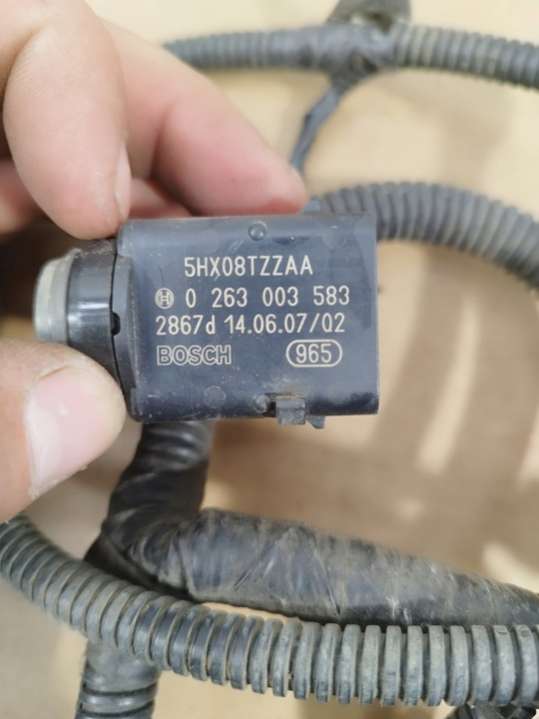 5HX08TZZAA
0 263 003 583
2867d 14.06.07/02
BOSCH 965